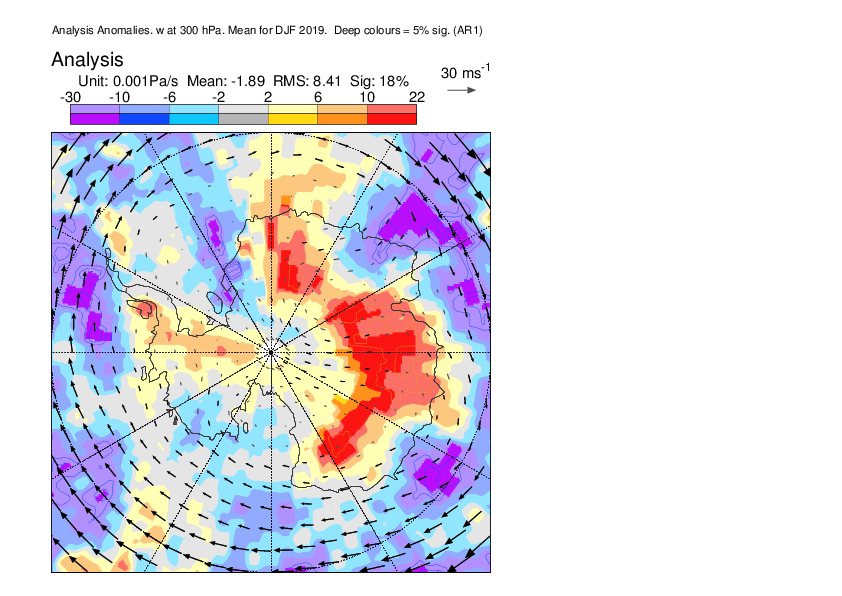 Analysis Anomalies. w at 300 hPa. Mean for DJF 2019. Deep colours = 5% sig. (AR1)
Analysis
Unit: 0.001Pa/s Mean: -1.89 RMS: 8.41 Sig: 18%
30 ms-1
-30 -10 -6 -2 2 6 10 22